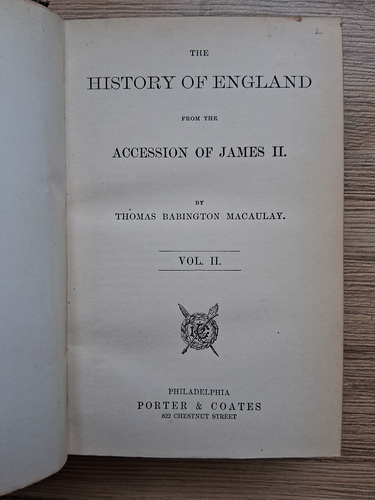 THE
HISTORY OF ENGLAND
FROM THE
ACCESSION OF JAMES II.
BY
THOMAS BABINGTON MACAULAY.
VOL. II.
PHILADELPHIA
PORTER & COATES
822 CHESTNUT STREET